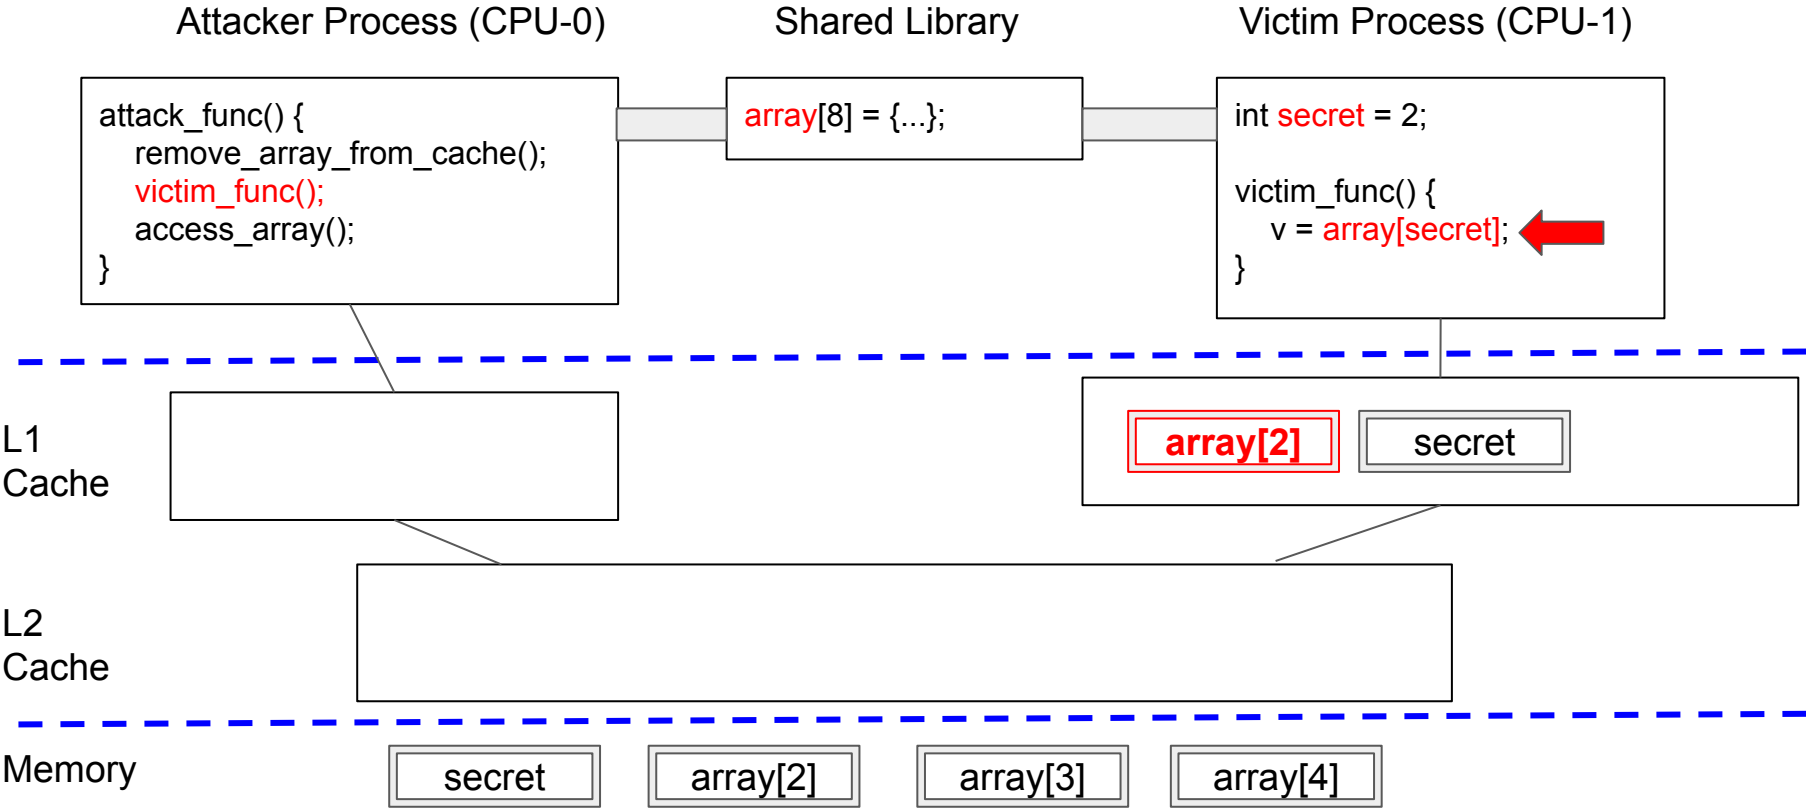 Attacker Process (CPU-0)
Shared Library
Victim Process (CPU-1)
attack_func() {
remove_array_from_cache();
victim_func();
access_array();
}
array[8] = {...};
int secret = 2;
victim_func() {
v = array[secret];
}
L1
Cache
array[2]
secret
L2
Cache
Memory
secret
array[2]
array[3]
array[4]